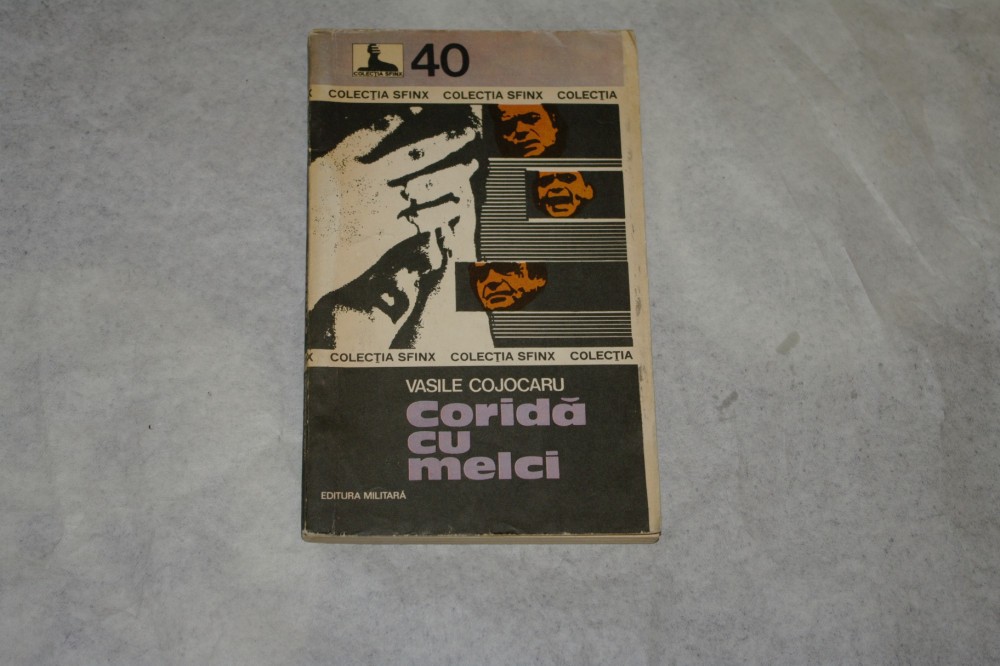 COLECȚIA SFINX
40
X COLECȚIA SFINX COLECȚIA SFINX COLECȚIA
X COLECȚIA SFINX COLECȚIA SFINX COLECȚIA
VASILE COJOCARU
Coridă
cu
melci
EDITURA MILITARĂ